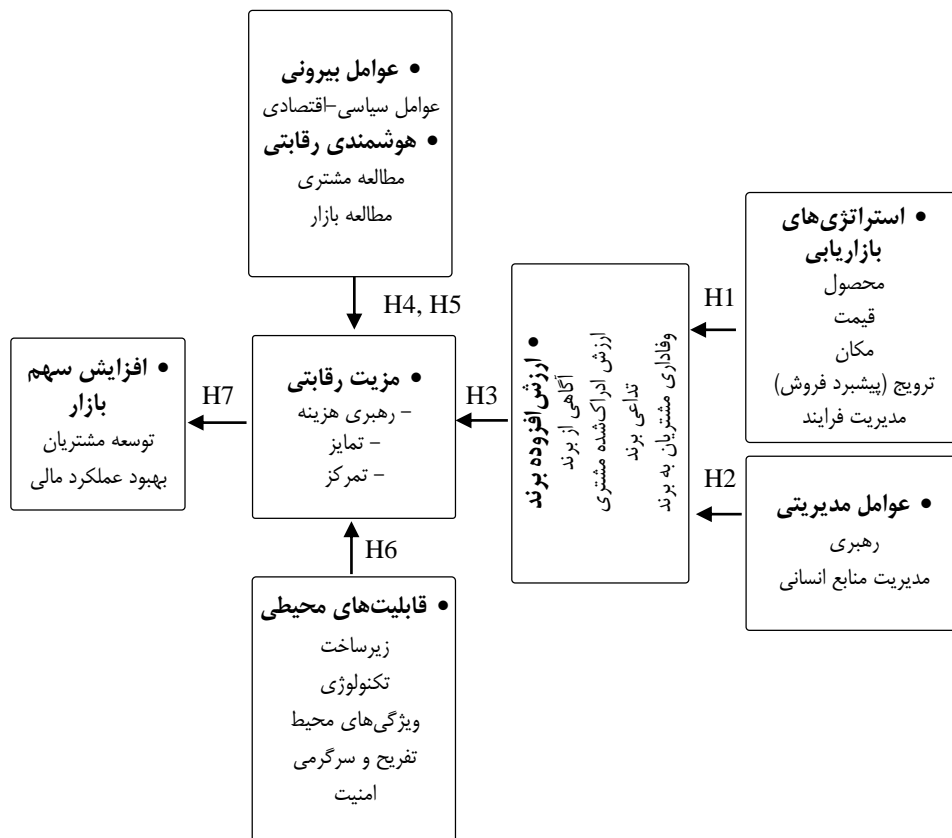 • عوامل بیرونی
عوامل سیاسی-اقتصادی
• هوشمندی رقابتی
مطالعه مشتری
مطالعه بازار
• استراتژی‌های
بازاریابی
محصول
قیمت
مکان
ترویج (پیشبرد فروش)
مدیریت فرایند
H1
H4, H5
• ارزش‌افزوده برند
آگاهی از برند
ارزش ادراک‌شده مشتری
تداعی برند
وفاداری مشتریان به برند
H3
• مزیت رقابتی
- رهبری هزینه
- تمایز
- تمرکز
H7
• افزایش سهم
بازار
توسعه مشتریان
بهبود عملکرد مالی
H2
• عوامل مدیریتی
رهبری
مدیریت منابع انسانی
H6
• قابلیت‌های محیطی
زیرساخت
تکنولوژی
ویژگی‌های محیط
تفریح و سرگرمی
امنیت